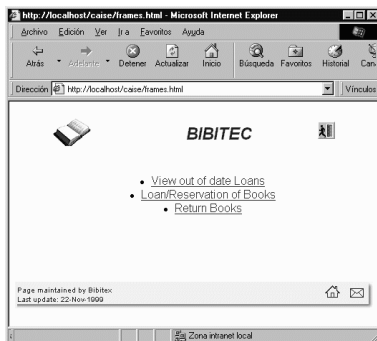 http://localhost/caise/frames.html - Microsoft Internet Explorer
Archivo Edición Ver Ir a Favoritos Ayuda
Atrás Adelante Detener Actualizar Inicio Búsqueda Favoritos Historial Can
Dirección http://localhost/caise/frames.html Vínculos
BIBITEC
• View out of date Loans
• Loan/Reservation of Books
• Return Books
Page maintained by Bibitex
Last update: 22-Nov-1999
Zona intranet local